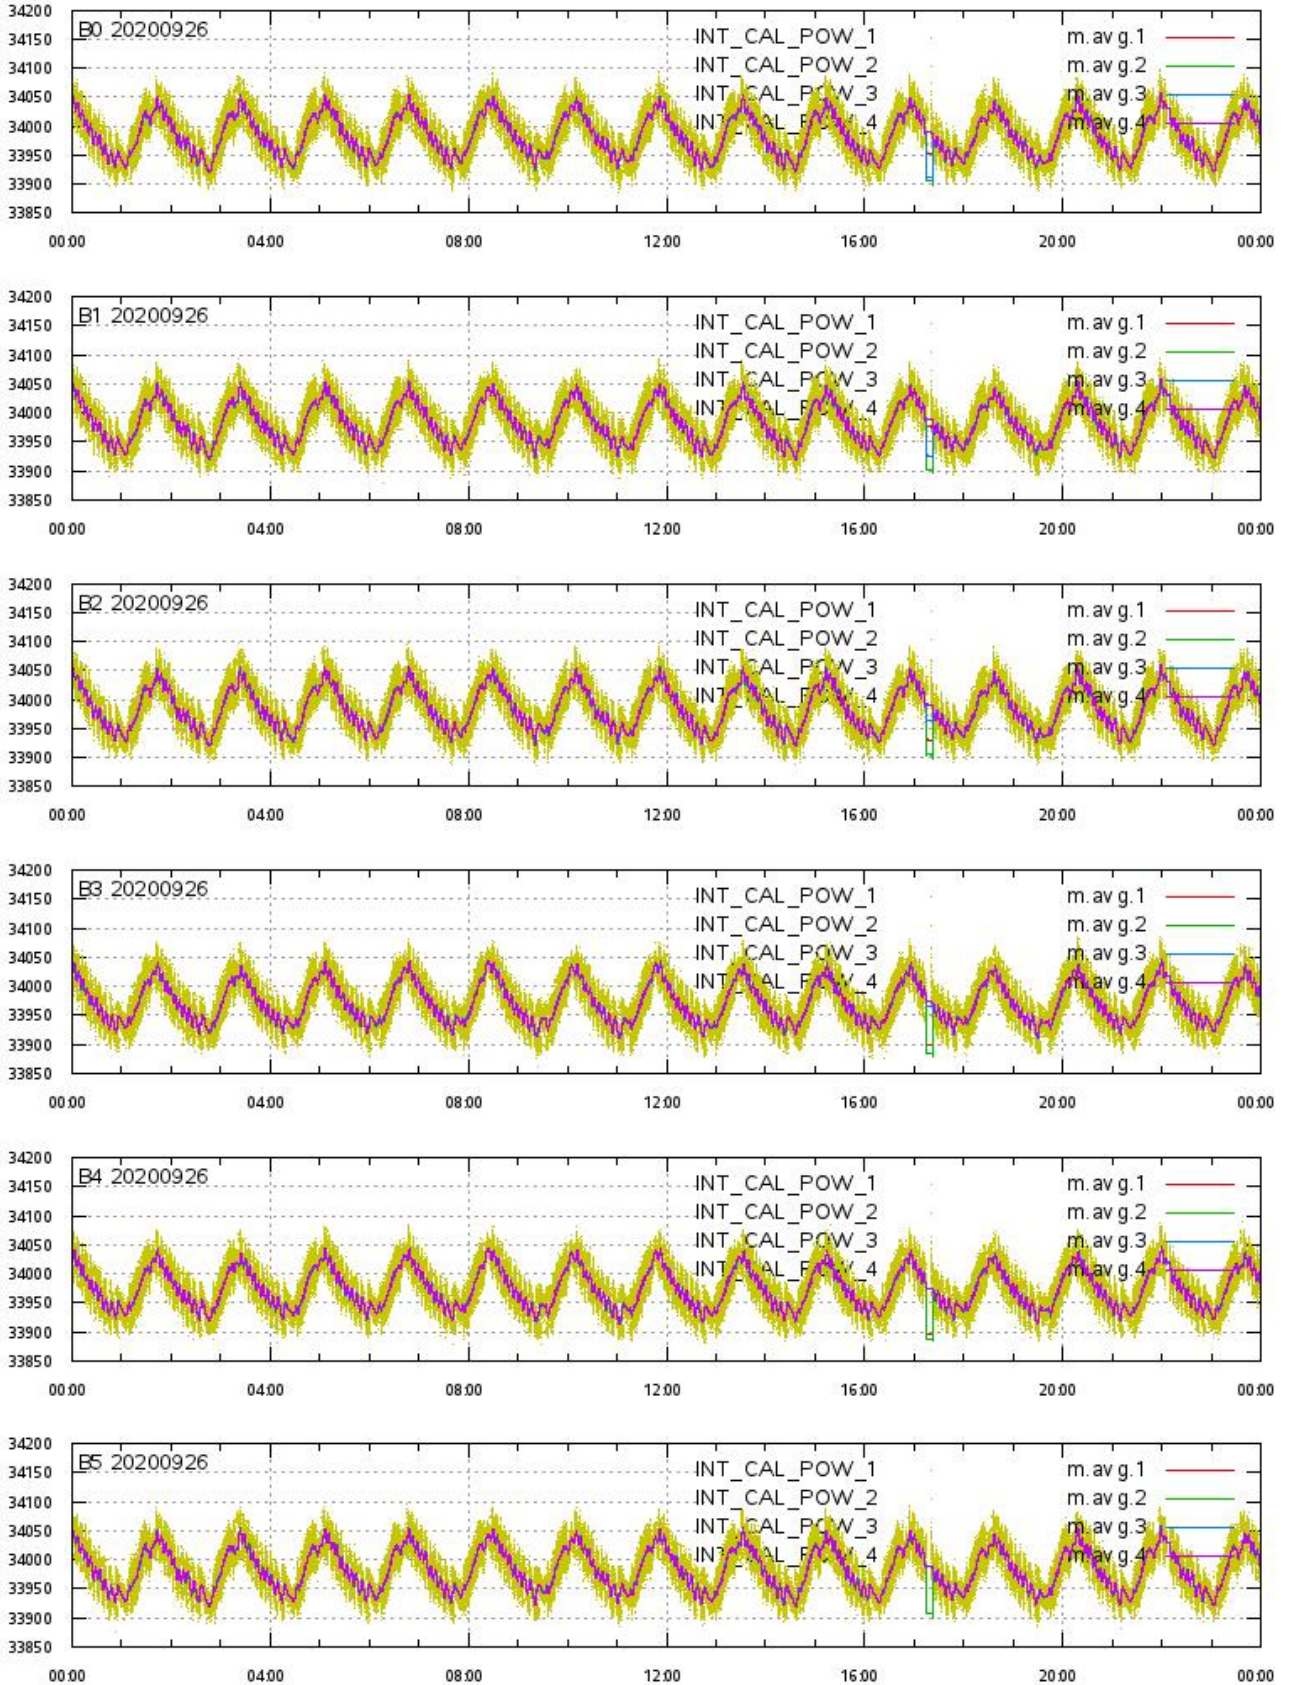 34200
B0 20200926 INT_CAL_POW_1 m.avg.1
34150
34100 INT_CAL_POW_2 m.avg.2
34050 INT_CAL_POW_3 m.avg.3
34000 INT_CAL_POW_4 m.avg.4
33950
33900
33850
00:00 04:00 08:00 12:00 16:00 20:00 00:00
34200
B1 20200926 INT_CAL_POW_1 m.avg.1
34150
34100 INT_CAL_POW_2 m.avg.2
34050 INT_CAL_POW_3 m.avg.3
34000 INT_CAL_POW_4 m.avg.4
33950
33900
33850
00:00 04:00 08:00 12:00 16:00 20:00 00:00
34200
B2 20200926 INT_CAL_POW_1 m.avg.1
34150
34100 INT_CAL_POW_2 m.avg.2
34050 INT_CAL_POW_3 m.avg.3
34000 INT_CAL_POW_4 m.avg.4
33950
33900
33850
00:00 04:00 08:00 12:00 16:00 20:00 00:00
34200
B3 20200926 INT_CAL_POW_1 m.avg.1
34150
34100 INT_CAL_POW_2 m.avg.2
34050 INT_CAL_POW_3 m.avg.3
34000 INT_CAL_POW_4 m.avg.4
33950
33900
33850
00:00 04:00 08:00 12:00 16:00 20:00 00:00
34200
B4 20200926 INT_CAL_POW_1 m.avg.1
34150
34100 INT_CAL_POW_2 m.avg.2
34050 INT_CAL_POW_3 m.avg.3
34000 INT_CAL_POW_4 m.avg.4
33950
33900
33850
00:00 04:00 08:00 12:00 16:00 20:00 00:00
34200
B5 20200926 INT_CAL_POW_1 m.avg.1
34150
34100 INT_CAL_POW_2 m.avg.2
34050 INT_CAL_POW_3 m.avg.3
34000 INT_CAL_POW_4 m.avg.4
33950
33900
33850
00:00 04:00 08:00 12:00 16:00 20:00 00:00